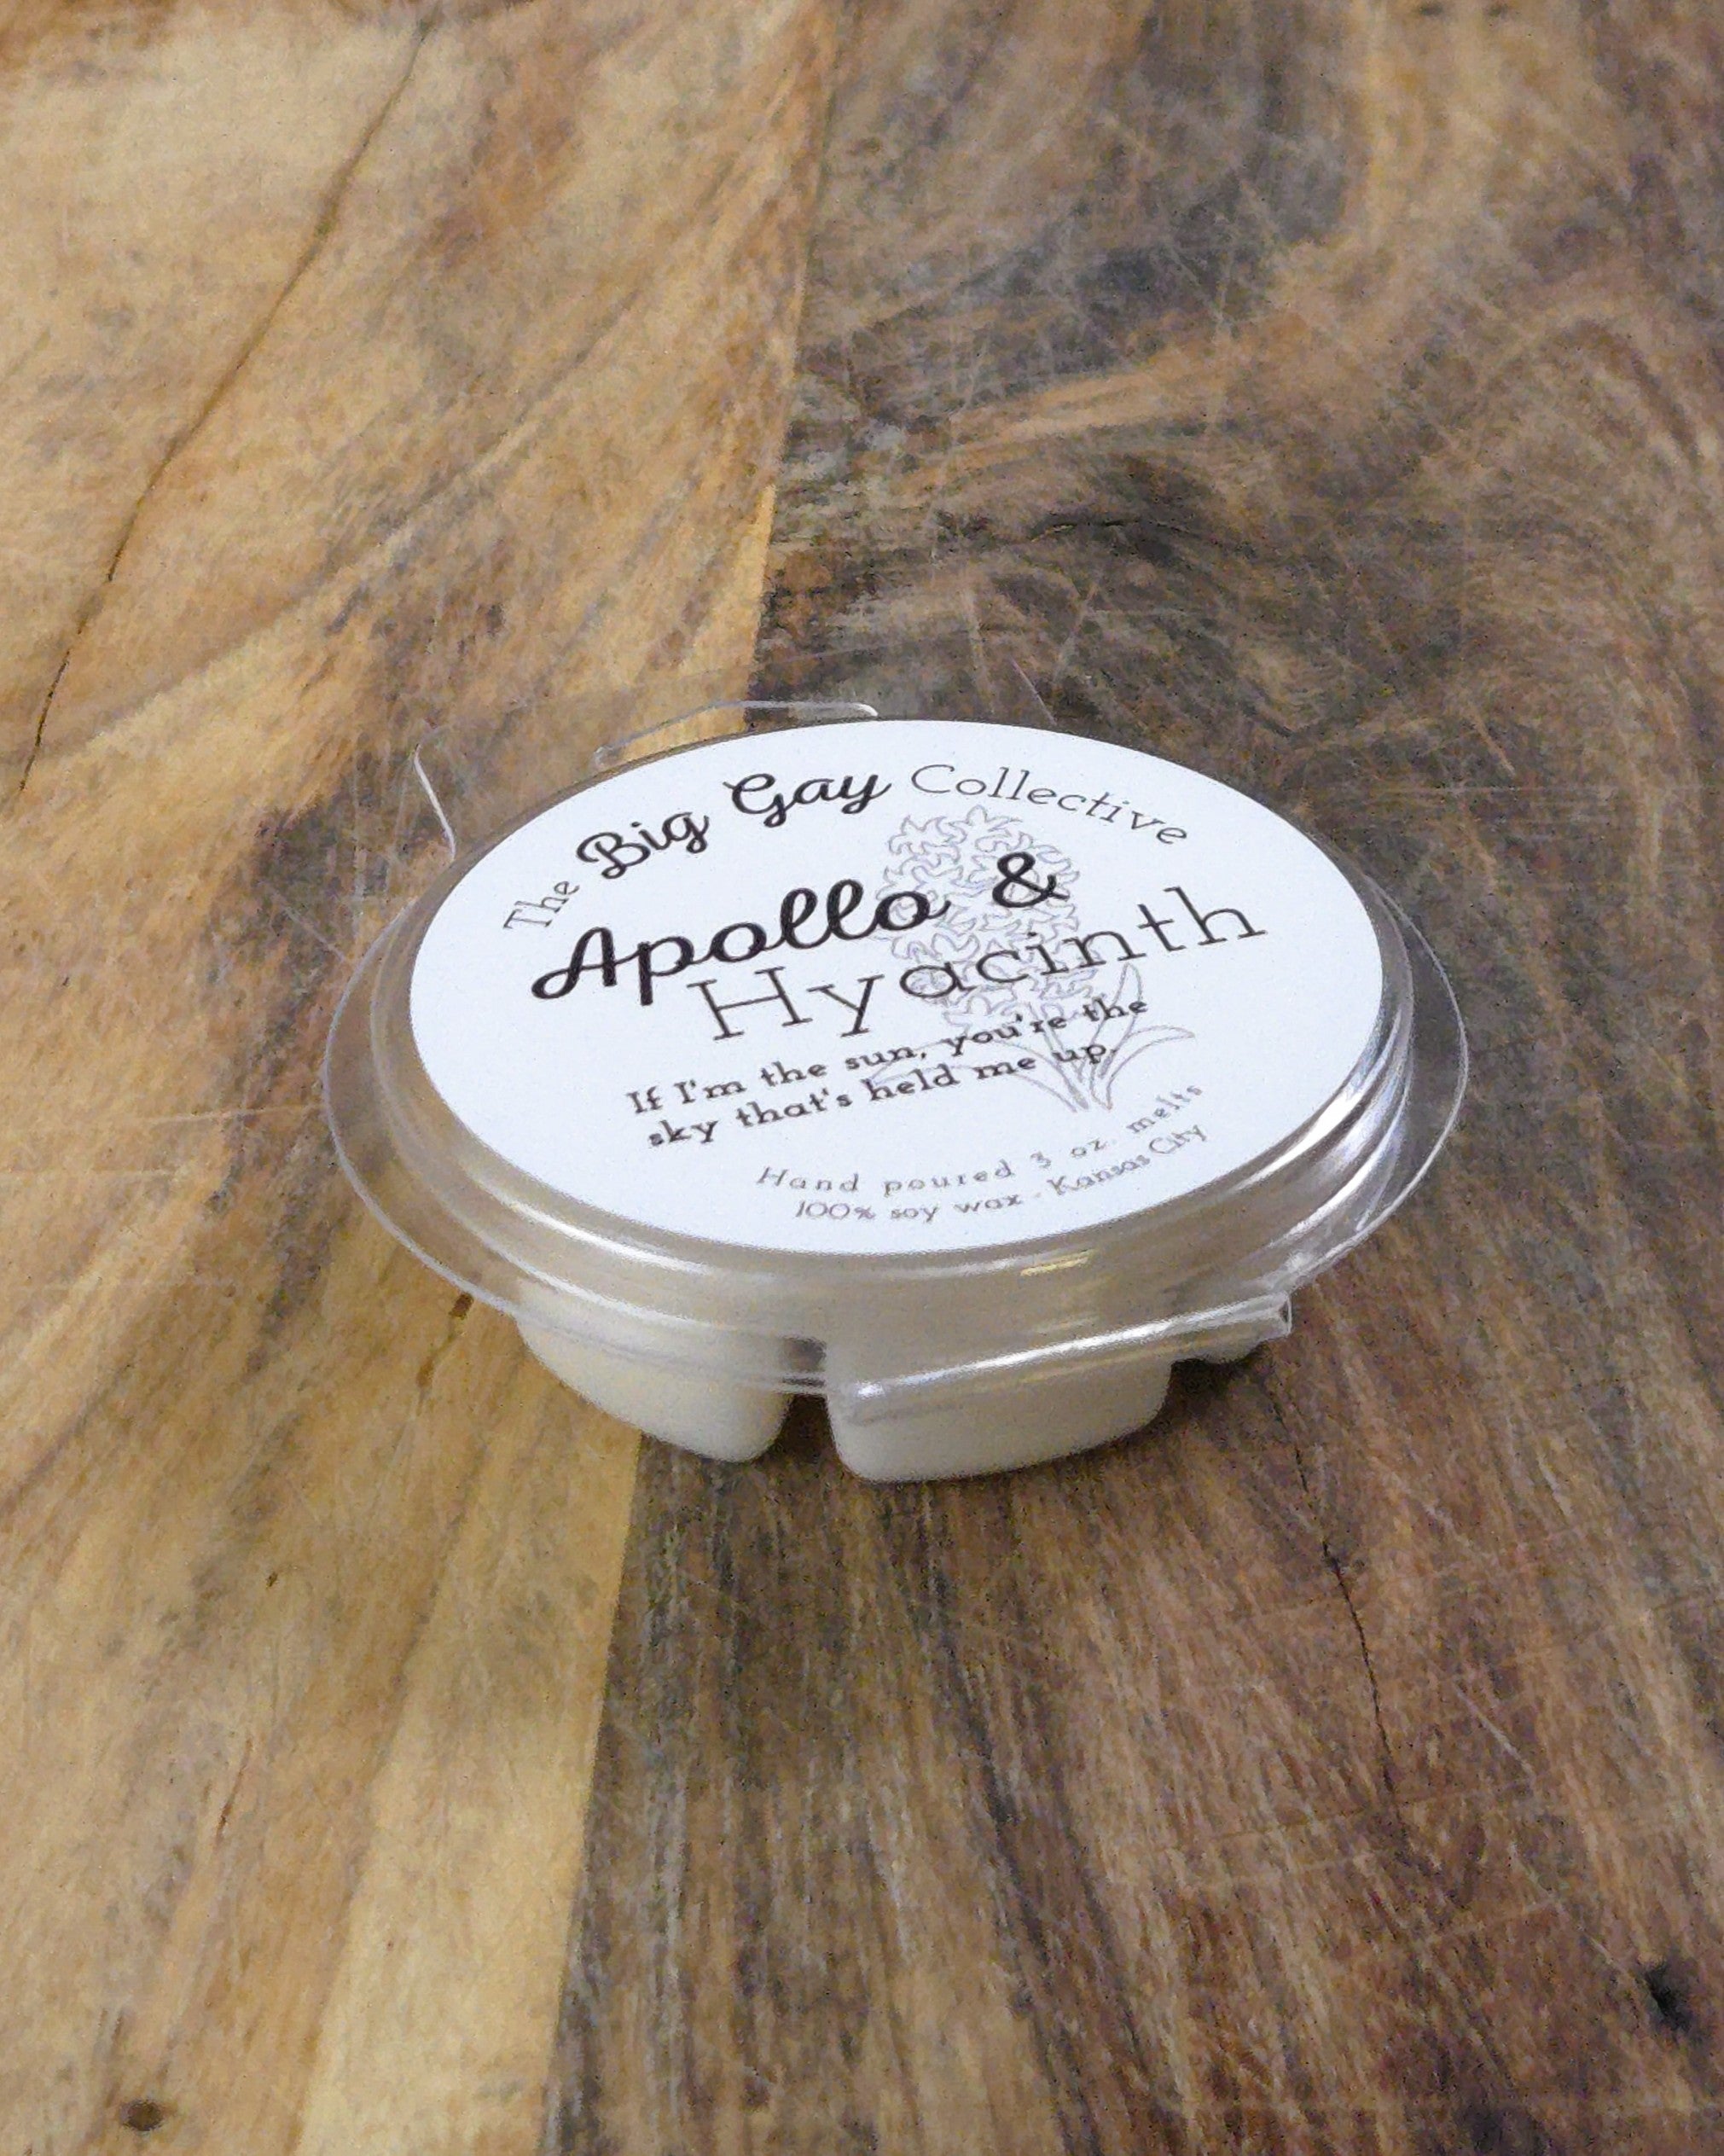 The Big Gay Collective
Apollo &
Hyacinth
If I'm the sun, you're the
sky that's held me up.
Hand poured 3 oz. melts
100% soy wax - Kansas City